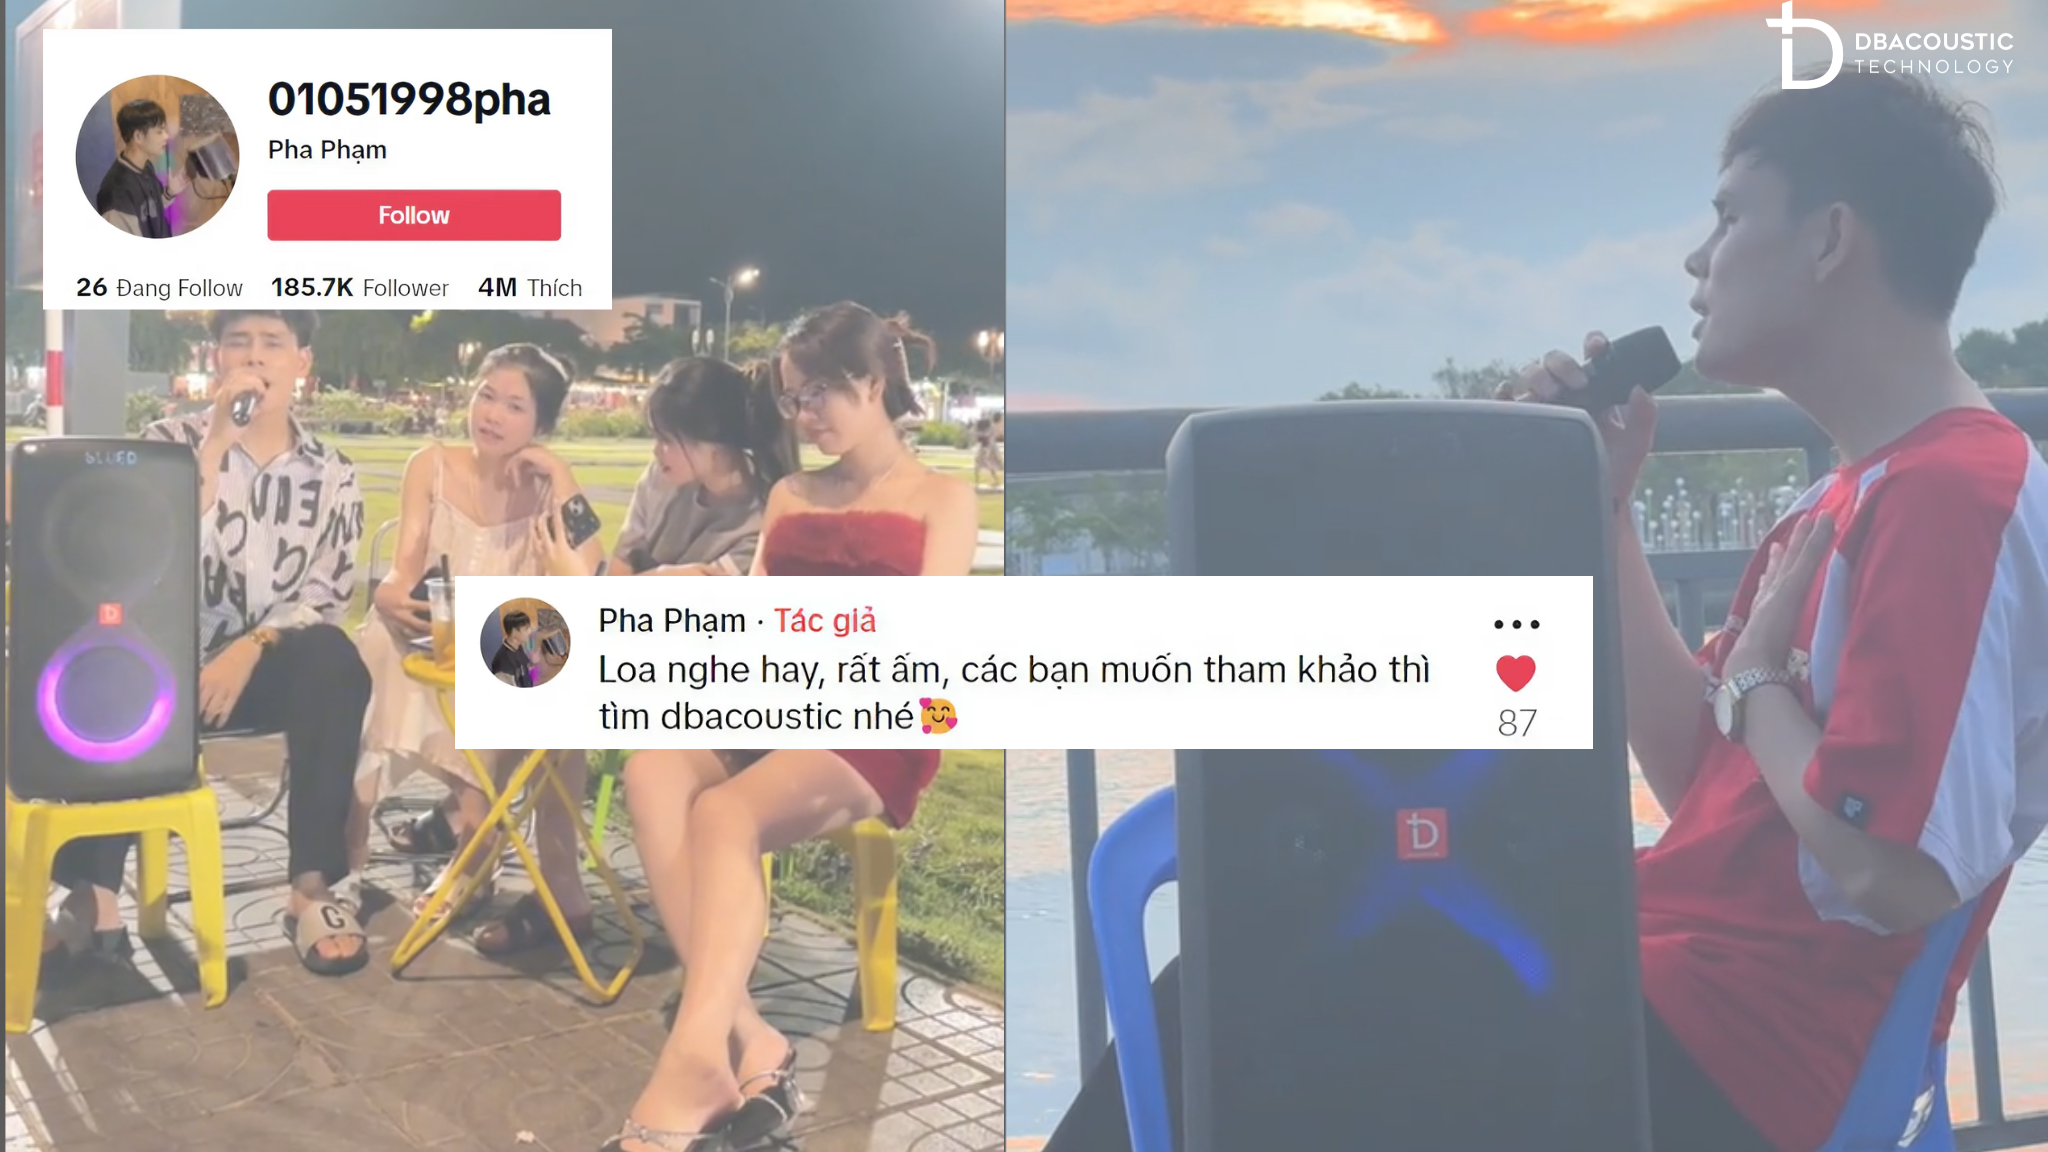 01051998pha
Pha Phạm
Follow
26 Đang Follow 185.7K Follower 4M Thích
DBACOUSTIC
TECHNOLOGY
Pha Phạm · Tác giả
Loa nghe hay, rất ấm, các bạn muốn tham khảo thì
tìm dbacoustic nhé🥰
87